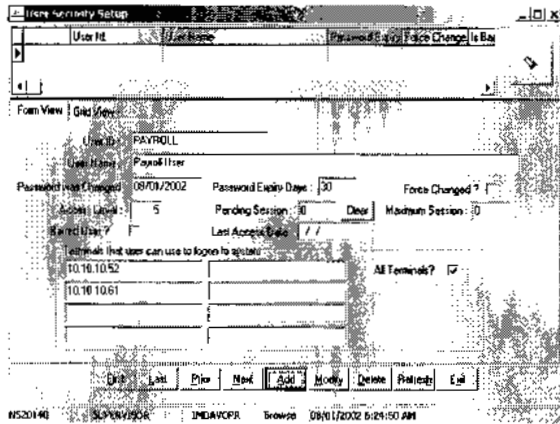 User Security Setup
User Id User Name Password Expiry Force Change Is Bar
Form View Grid View
User ID : PAYROLL
User Name : Payroll User
Password was Changed 08/01/2002 Password Expiry Days : 30 Force Changed ?
Access Level : 5 Pending Session : 0 Clear Maximum Session : 0
Barred User ? Last Access Date / /
Terminals that user can use to logon to system
10.10.10.52 All Terminals?
10.10.10.61
First Last Prior Next Add Modify Delete Refresh Exit
NS20140 SUPERVISOR IMDAVOPR Browse 08/01/2002 6:24:50 AM